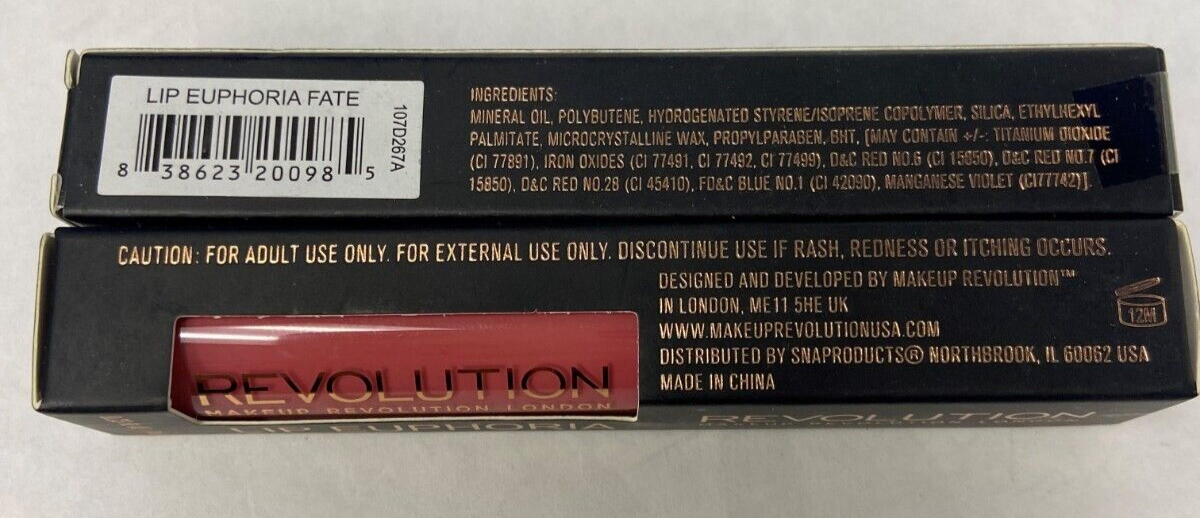 LIP EUPHORIA FATE
8 38623 20098 5
107D267A
INGREDIENTS:
MINERAL OIL, POLYBUTENE, HYDROGENATED STYRENE/ISOPRENE COPOLYMER, SILICA, ETHYLHEXYL
PALMITATE, MICROCRYSTALLINE WAX, PROPYLPARABEN, BHT, [MAY CONTAIN +/-: TITANIUM DIOXIDE
(CI 77891), IRON OXIDES (CI 77491, CI 77492, CI 77499), D&C RED NO.6 (CI 15850), D&C RED NO.7 (CI
15850), D&C RED NO.28 (CI 45410), FD&C BLUE NO.1 (CI 42090), MANGANESE VIOLET (CI77742)].
CAUTION: FOR ADULT USE ONLY. FOR EXTERNAL USE ONLY. DISCONTINUE USE IF RASH, REDNESS OR ITCHING OCCURS.
DESIGNED AND DEVELOPED BY MAKEUP REVOLUTION™
IN LONDON, ME11 5HE UK
WWW.MAKEUPREVOLUTIONUSA.COM
DISTRIBUTED BY SNAPRODUCTS® NORTHBROOK, IL 60062 USA
MADE IN CHINA
12M
REVOLUTION
MAKEUP REVOLUTION LONDON
LIP EUPHORIA
REVOLUTION
MAKEUP REVOLUTION LONDON